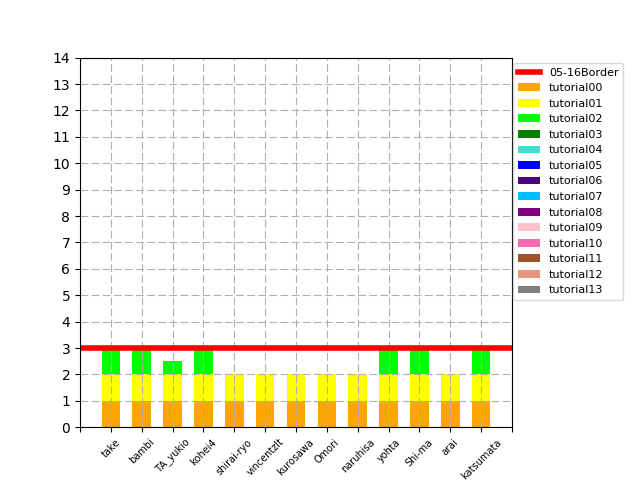 14
13
12
11
10
9
8
7
6
5
4
3
2
1
0
take
bambi
TA_yukio
kohei4
shirai-ryo
vincentzlt
kurosawa
Omori
naruhisa
yohta
Shi-ma
arai
katsumata
05-16Border
tutorial00
tutorial01
tutorial02
tutorial03
tutorial04
tutorial05
tutorial06
tutorial07
tutorial08
tutorial09
tutorial10
tutorial11
tutorial12
tutorial13